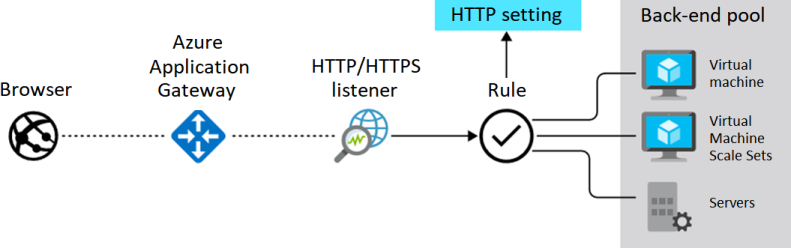 HTTP setting
Back-end pool
Azure
Application
Gateway
HTTP/HTTPS
listener
Browser
Rule
Virtual
machine
Virtual
Machine
Scale Sets
Servers